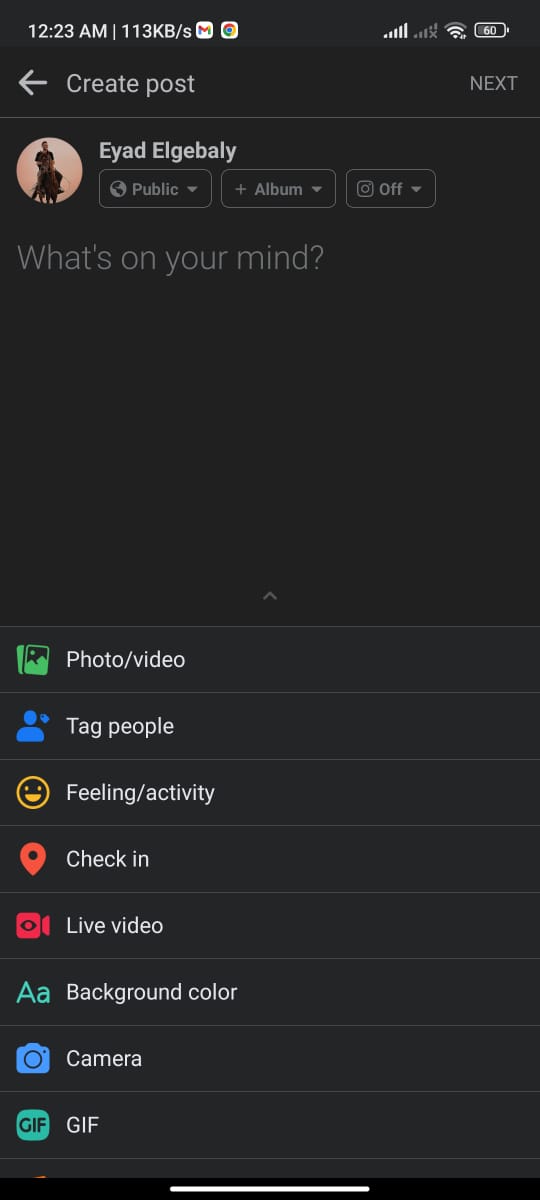 12:23 AM | 113KB/s 60
Create post NEXT
Eyad Elgebaly
Public + Album Off
What's on your mind?
Photo/video
Tag people
Feeling/activity
Check in
Live video
Aa Background color
Camera
GIF GIF